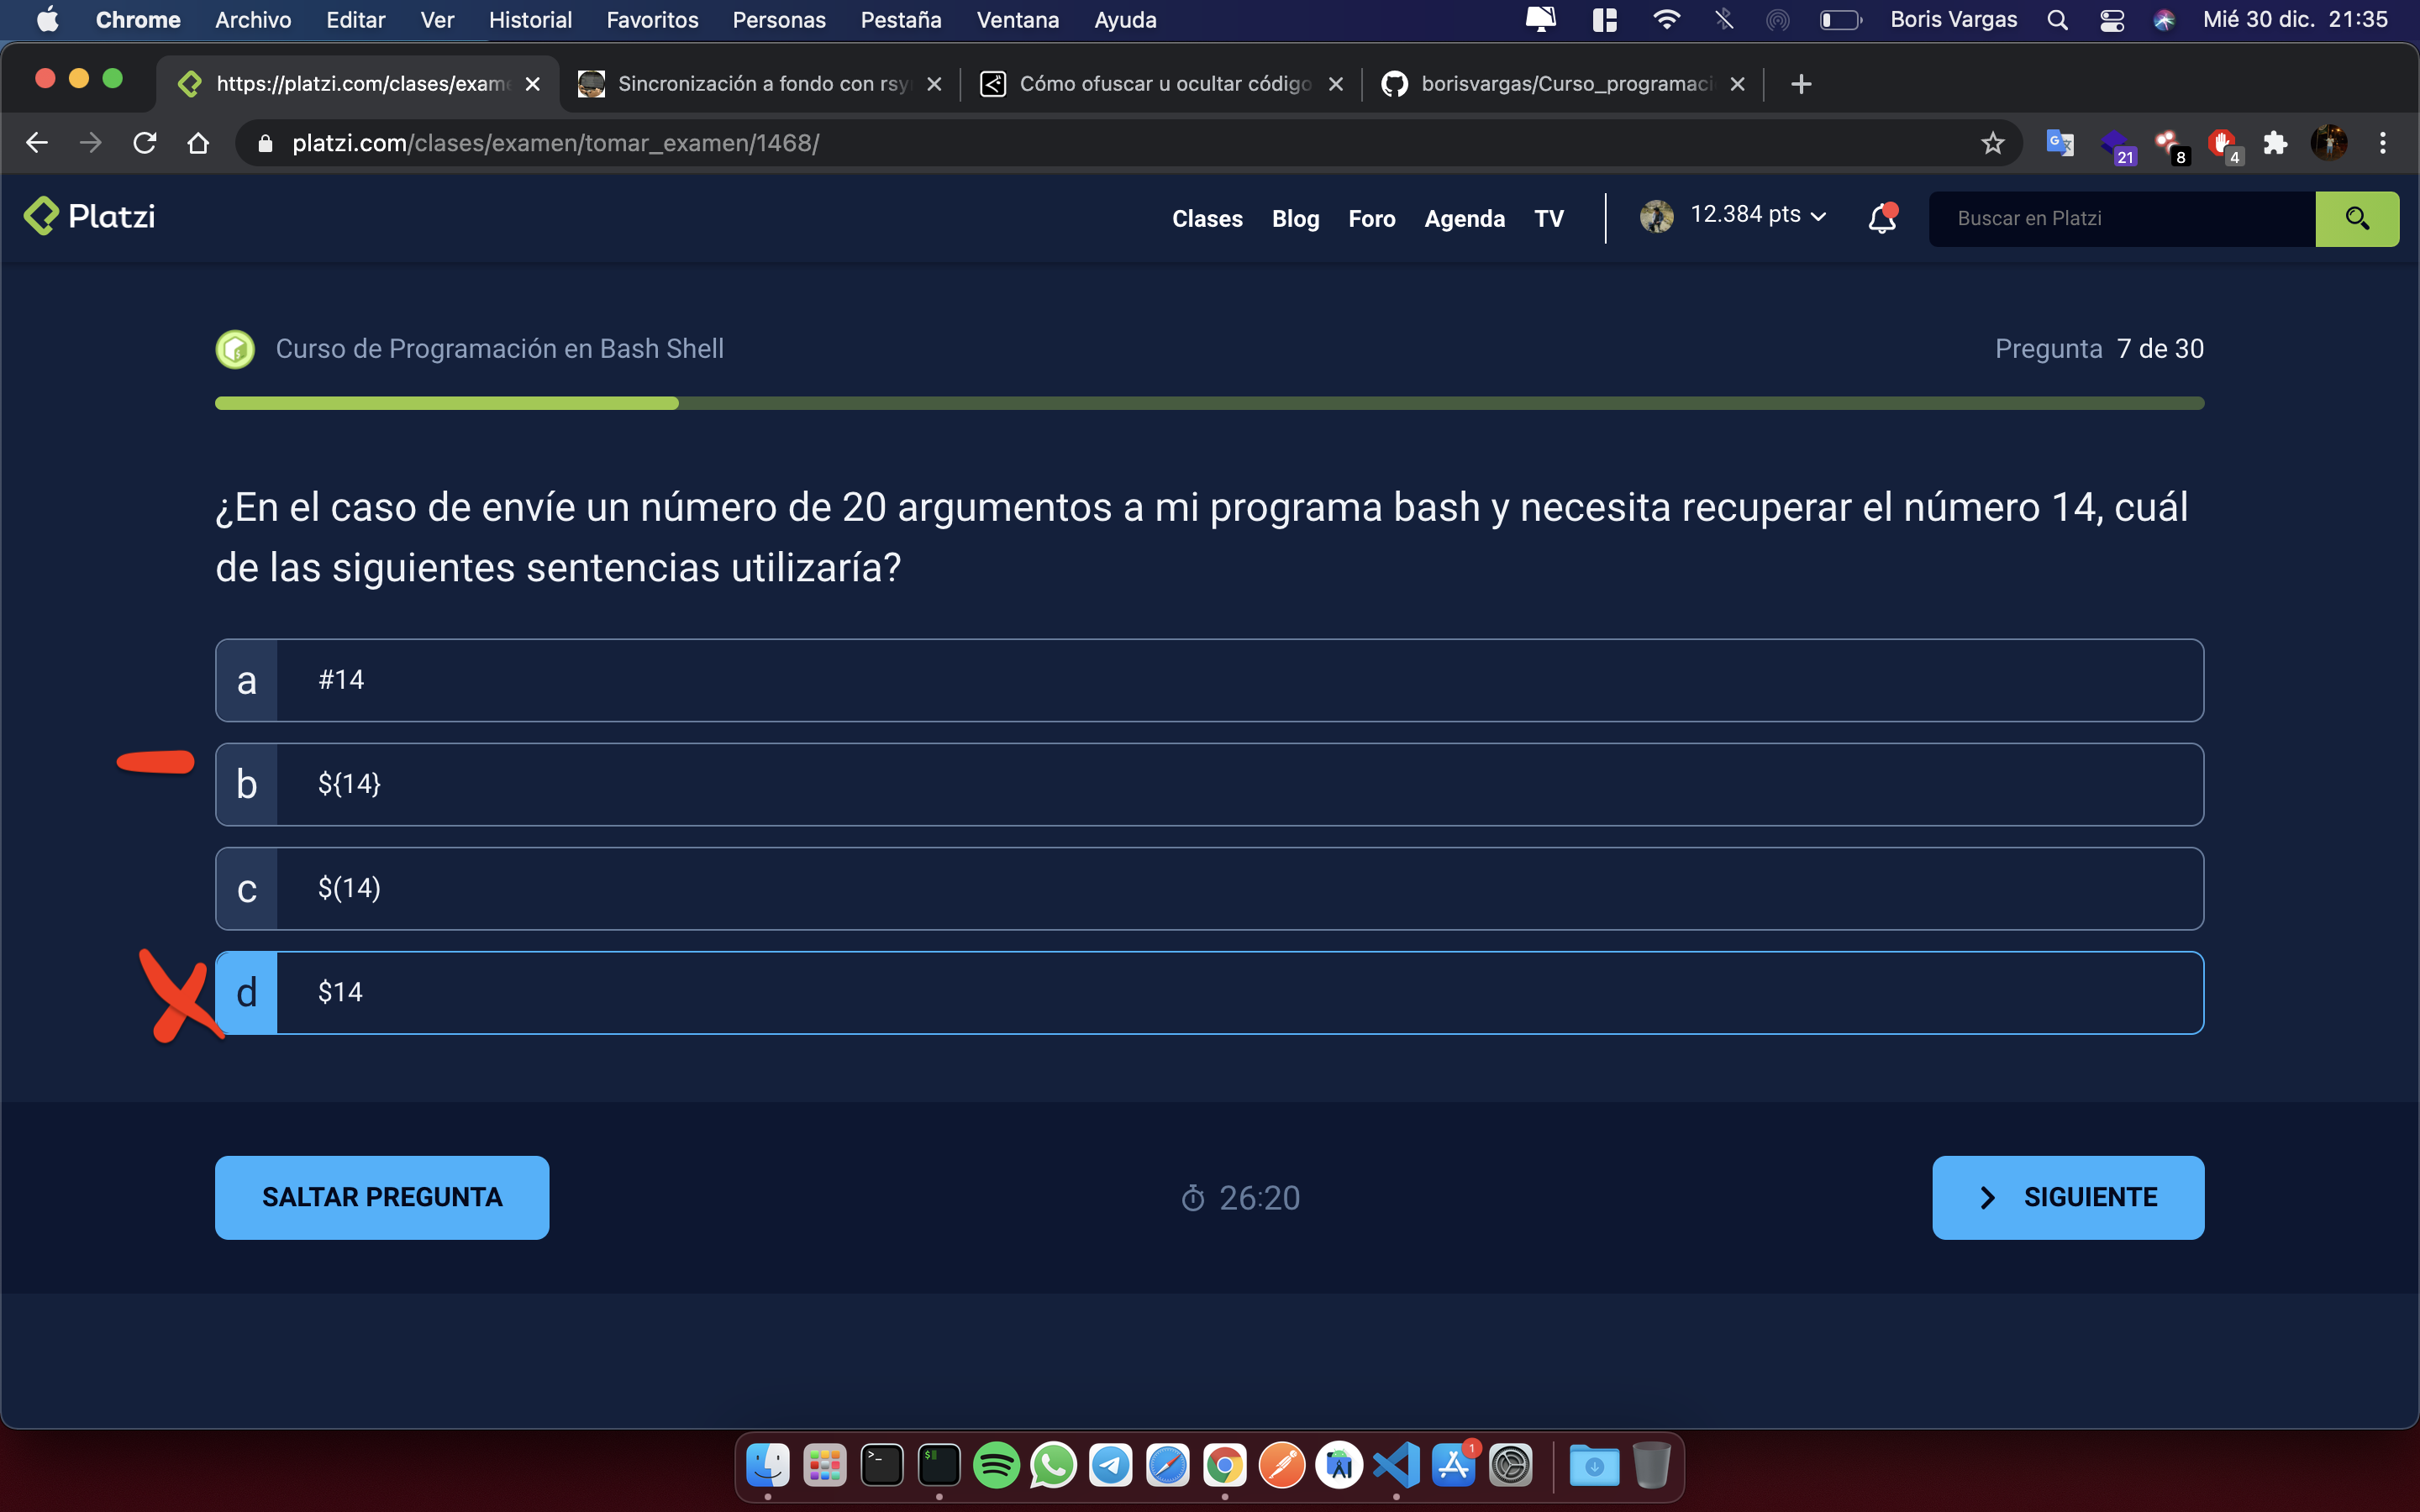 Chrome Archivo Editar Ver Historial Favoritos Personas Pestaña Ventana Ayuda Boris Vargas Mié 30 dic. 21:35
https://platzi.com/clases/exame Sincronización a fondo con rsy Cómo ofuscar u ocultar código borisvargas/Curso_programaci
platzi.com/clases/examen/tomar_examen/1468/ 21 8 4
Platzi Clases Blog Foro Agenda TV 12.384 pts Buscar en Platzi
Curso de Programación en Bash Shell Pregunta 7 de 30
¿En el caso de envíe un número de 20 argumentos a mi programa bash y necesita recuperar el número 14, cuál
de las siguientes sentencias utilizaría?
a #14
b ${14}
c $(14)
d $14
SALTAR PREGUNTA 26:20 SIGUIENTE
1